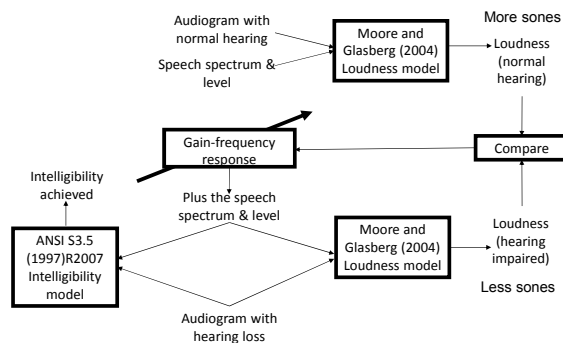 Audiogram with
normal hearing
Speech spectrum &
level
Moore and
Glasberg (2004)
Loudness model
More sones
Loudness
(normal
hearing)
Gain-frequency
response
Compare
Intelligibility
achieved
Plus the speech
spectrum & level
ANSI S3.5
(1997)R2007
Intelligibility
model
Moore and
Glasberg (2004)
Loudness model
Loudness
(hearing
impaired)
Less sones
Audiogram with
hearing loss